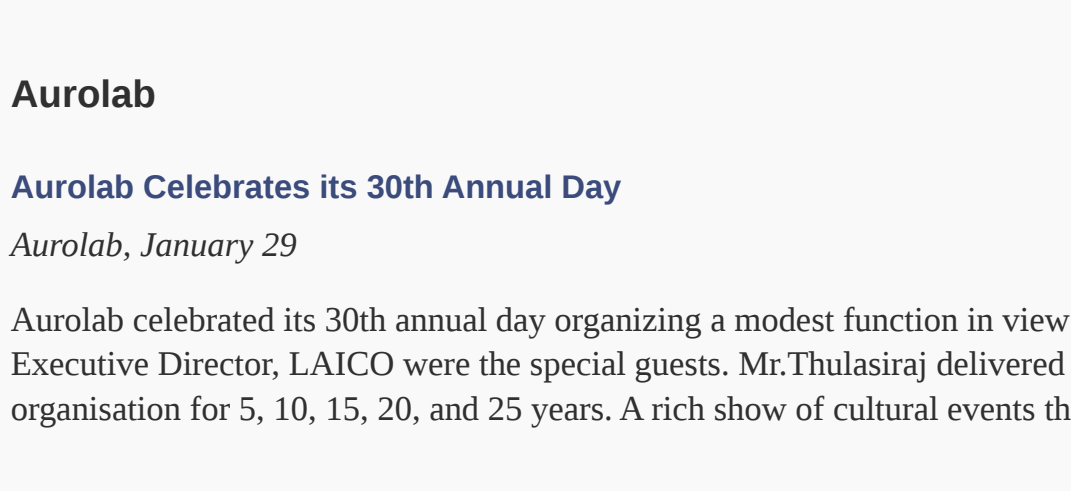 Aurolab
Aurolab Celebrates its 30th Annual Day
Aurolab, January 29
Aurolab celebrated its 30th annual day organizing a modest function in view
Executive Director, LAICO were the special guests. Mr.Thulasiraj delivered
organisation for 5, 10, 15, 20, and 25 years. A rich show of cultural events th